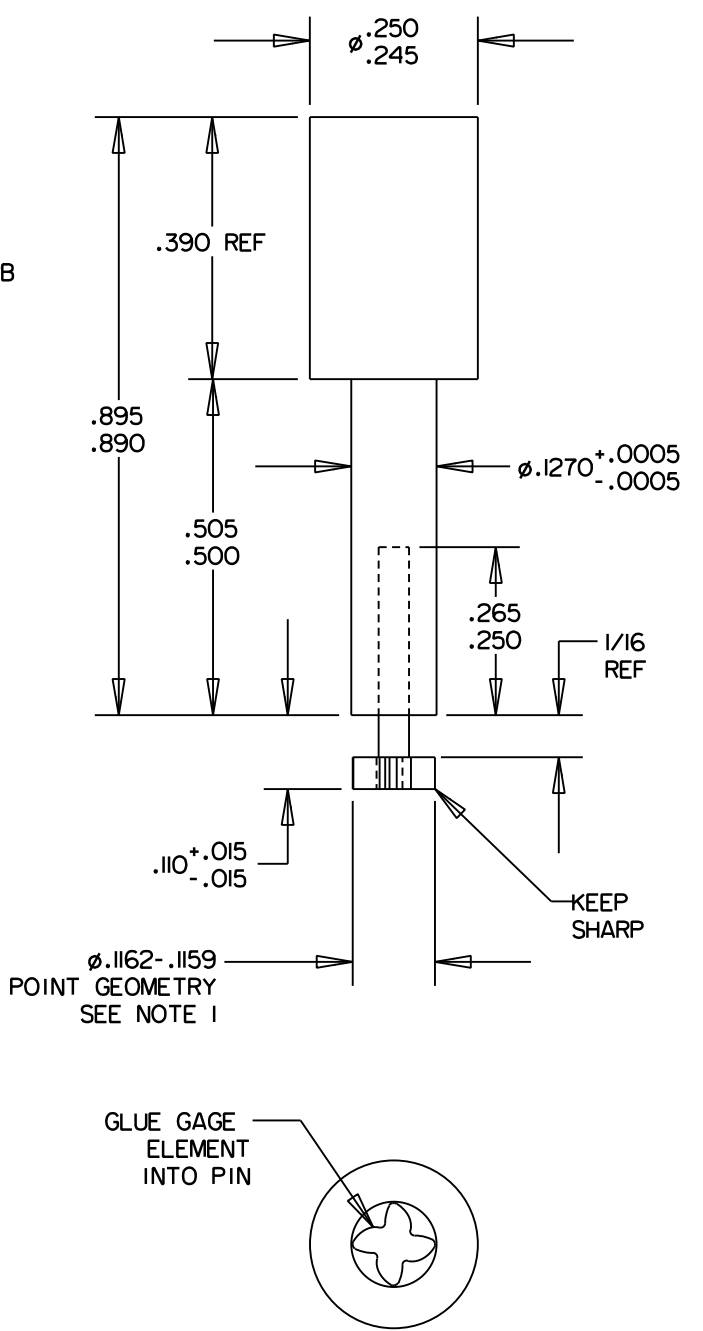 ø.250
.245
.390 REF
B
.895
.890
ø.1270+.0005
-.0005
.505
.500
.265
.250
1/16
REF
.110+.015
-.015
KEEP
SHARP
ø.1162-.1159
POINT GEOMETRY
SEE NOTE 1
GLUE GAGE
ELEMENT
INTO PIN